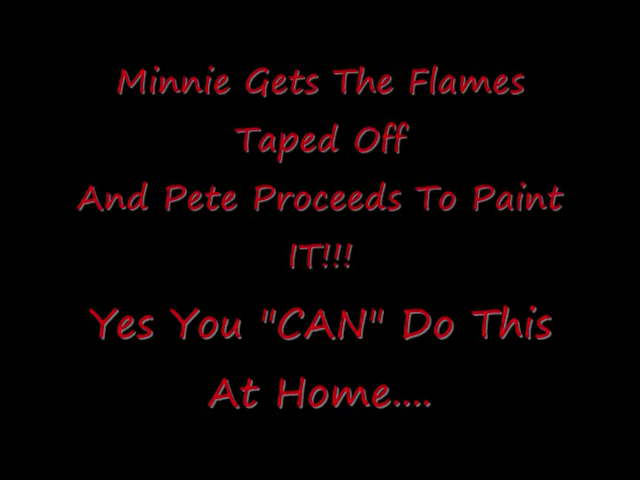 Minnie Gets The Flames
Taped Off
And Pete Proceeds To Paint
IT!!!
Yes You "CAN" Do This
At Home....